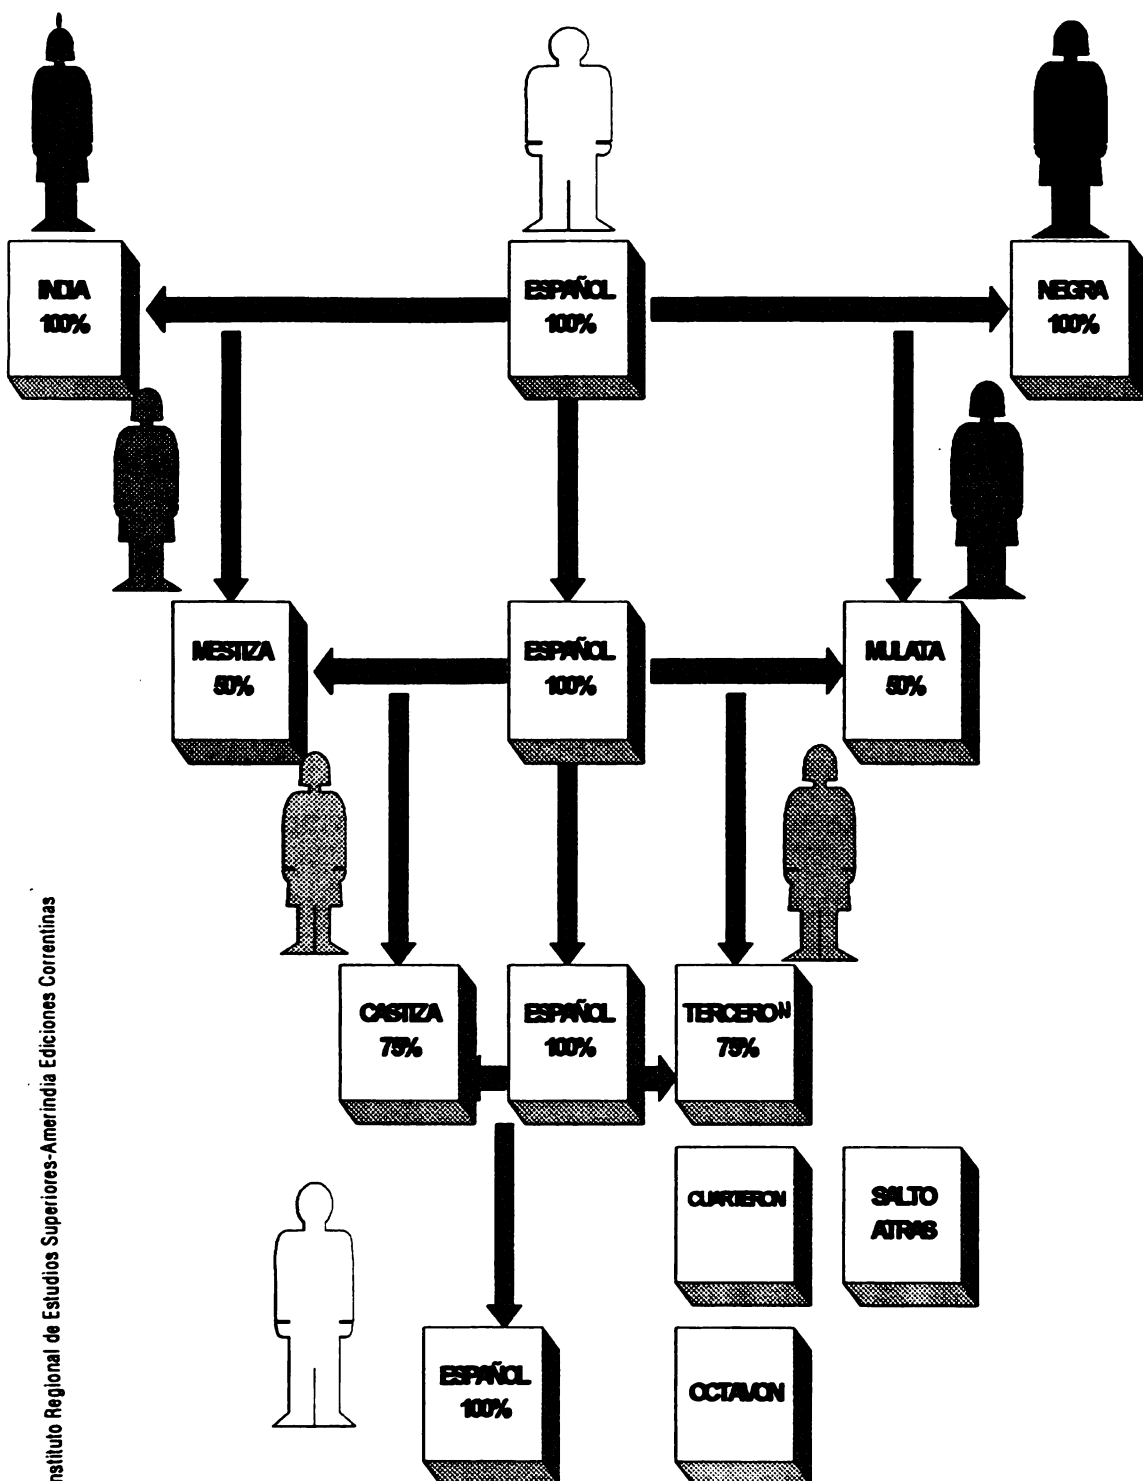 INDIA
100%
ESPAÑOL
100%
NEGRA
100%
MESTIZA
50%
ESPAÑOL
100%
MULATA
50%
CASTIZA
75%
ESPAÑOL
100%
TERCERON
75%
CUARTERON
SALTO
ATRAS
ESPAÑOL
100%
OCTAVON
Regional de Estudios Superiores-Amerindia Ediciones Correntinas